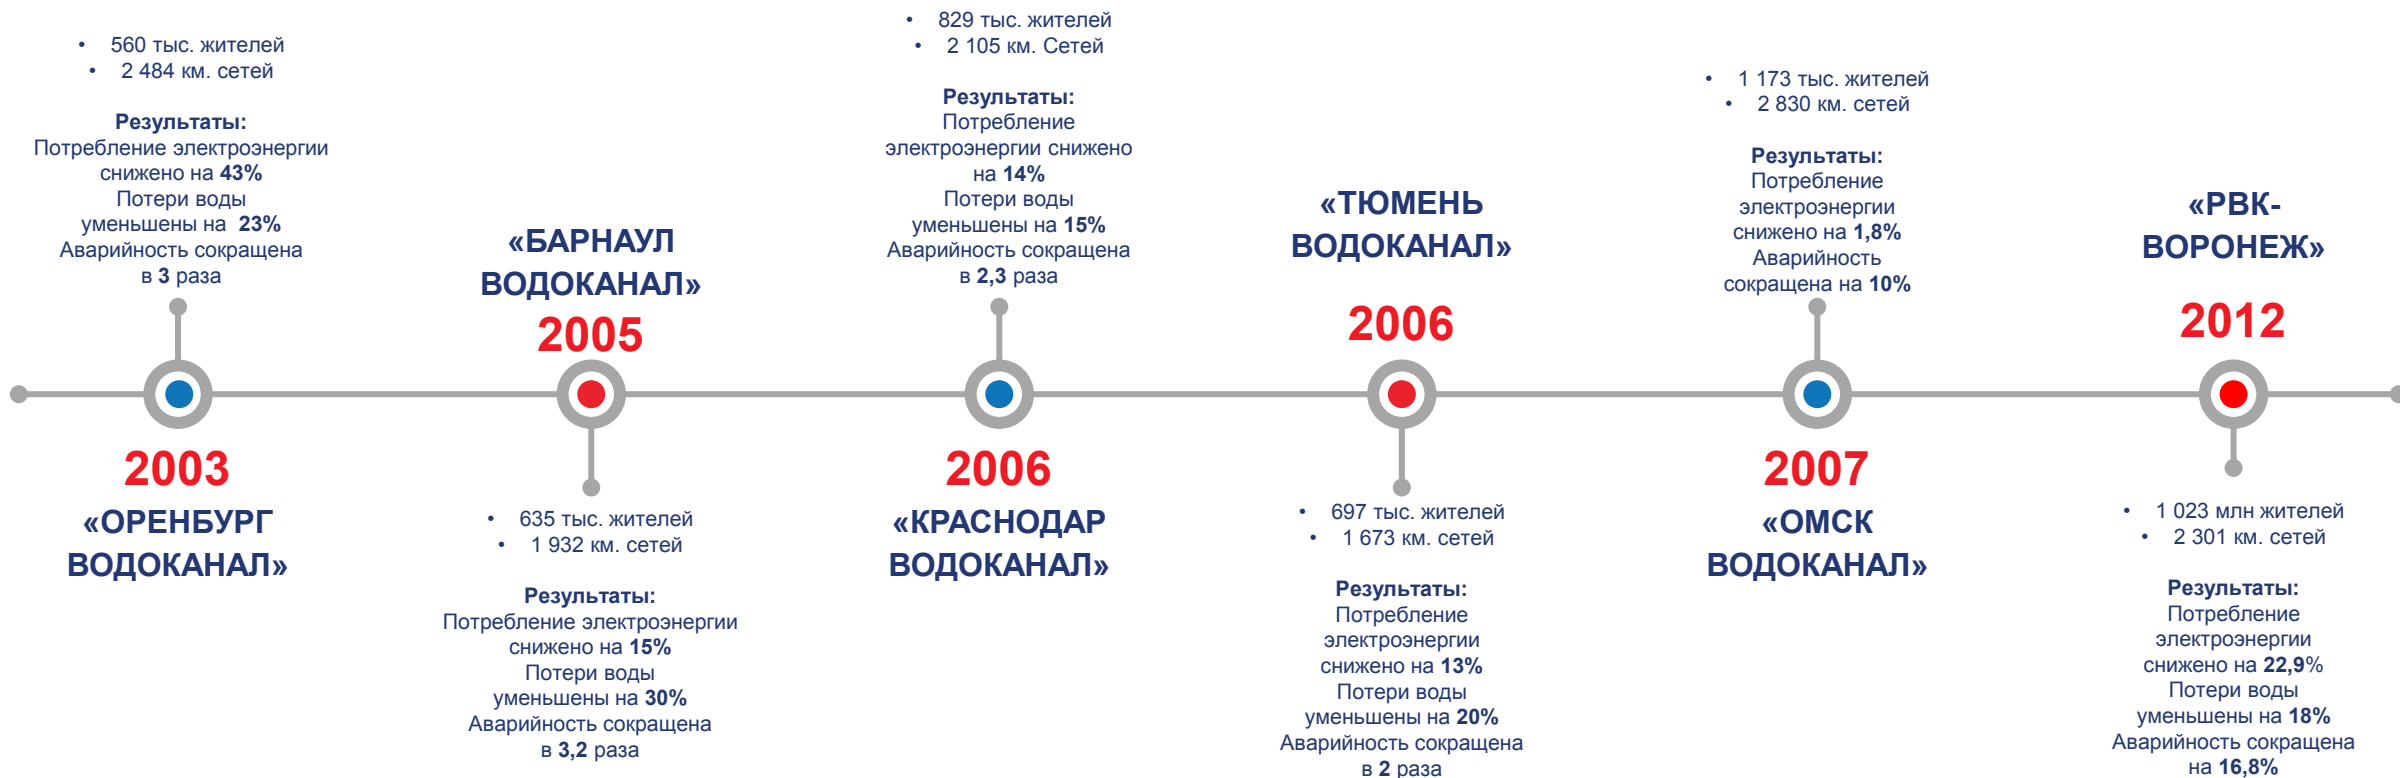 • 560 тыс. жителей
• 2 484 км. сетей
Результаты:
Потребление электроэнергии
снижено на 43%
Потери воды
уменьшены на 23%
Аварийность сокращена
в 3 раза
2003
«ОРЕНБУРГ
ВОДОКАНАЛ»
«БАРНАУЛ
ВОДОКАНАЛ»
2005
• 635 тыс. жителей
• 1 932 км. сетей
Результаты:
Потребление электроэнергии
снижено на 15%
Потери воды
уменьшены на 30%
Аварийность сокращена
в 3,2 раза
• 829 тыс. жителей
• 2 105 км. Сетей
Результаты:
Потребление
электроэнергии снижено
на 14%
Потери воды
уменьшены на 15%
Аварийность сокращена
в 2,3 раза
2006
«КРАСНОДАР
ВОДОКАНАЛ»
«ТЮМЕНЬ
ВОДОКАНАЛ»
2006
• 697 тыс. жителей
• 1 673 км. сетей
Результаты:
Потребление
электроэнергии
снижено на 13%
Потери воды
уменьшены на 20%
Аварийность сокращена
в 2 раза
• 1 173 тыс. жителей
• 2 830 км. сетей
Результаты:
Потребление
электроэнергии
снижено на 1,8%
Аварийность
сокращена на 10%
2007
«ОМСК
ВОДОКАНАЛ»
«РВК-
ВОРОНЕЖ»
2012
• 1 023 млн жителей
• 2 301 км. сетей
Результаты:
Потребление
электроэнергии
снижено на 22,9%
Потери воды
уменьшены на 18%
Аварийность сокращена
на 16,8%